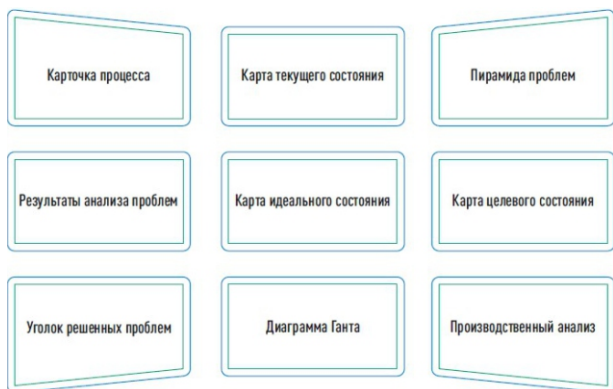 Карточка процесса
Карта текущего состояния
Пирамида проблем
Результаты анализа проблем
Карта идеального состояния
Карта целевого состояния
Уголок решенных проблем
Диаграмма Ганта
Производственный анализ